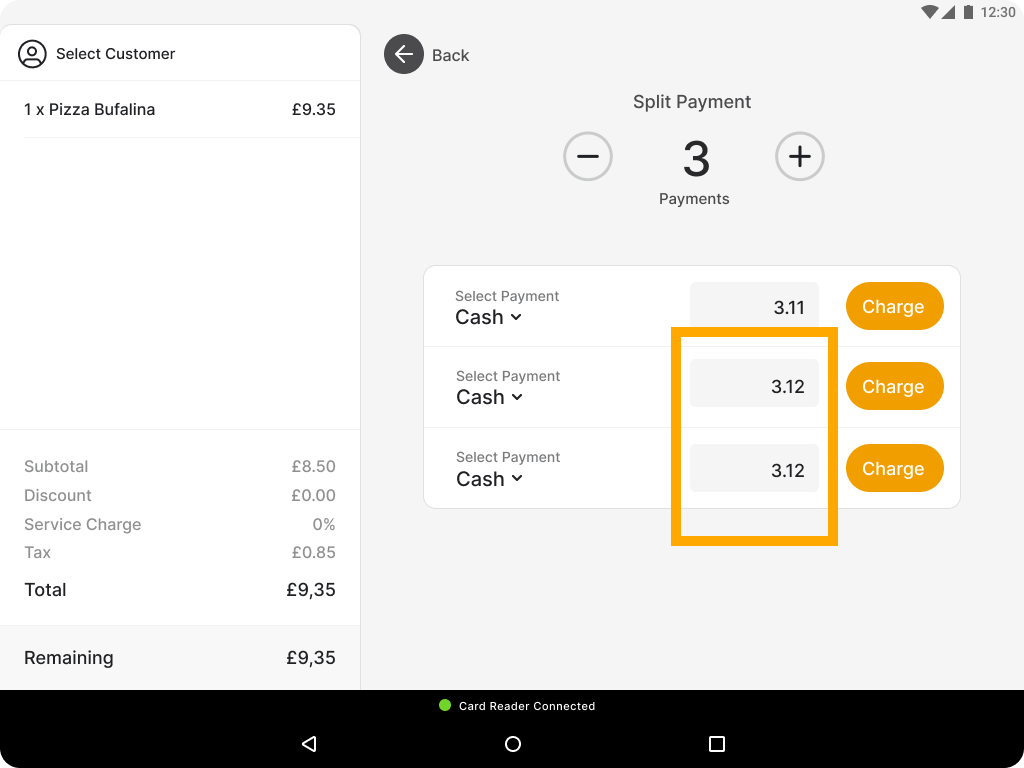 12:30
Select Customer
1 x Pizza Bufalina £9.35
Subtotal £8.50
Discount £0.00
Service Charge 0%
Tax £0.85
Total £9,35
Remaining £9,35
Back
Split Payment
3
Payments
Select Payment
Cash 3.11 Charge
Select Payment
Cash 3.12 Charge
Select Payment
Cash 3.12 Charge
Card Reader Connected